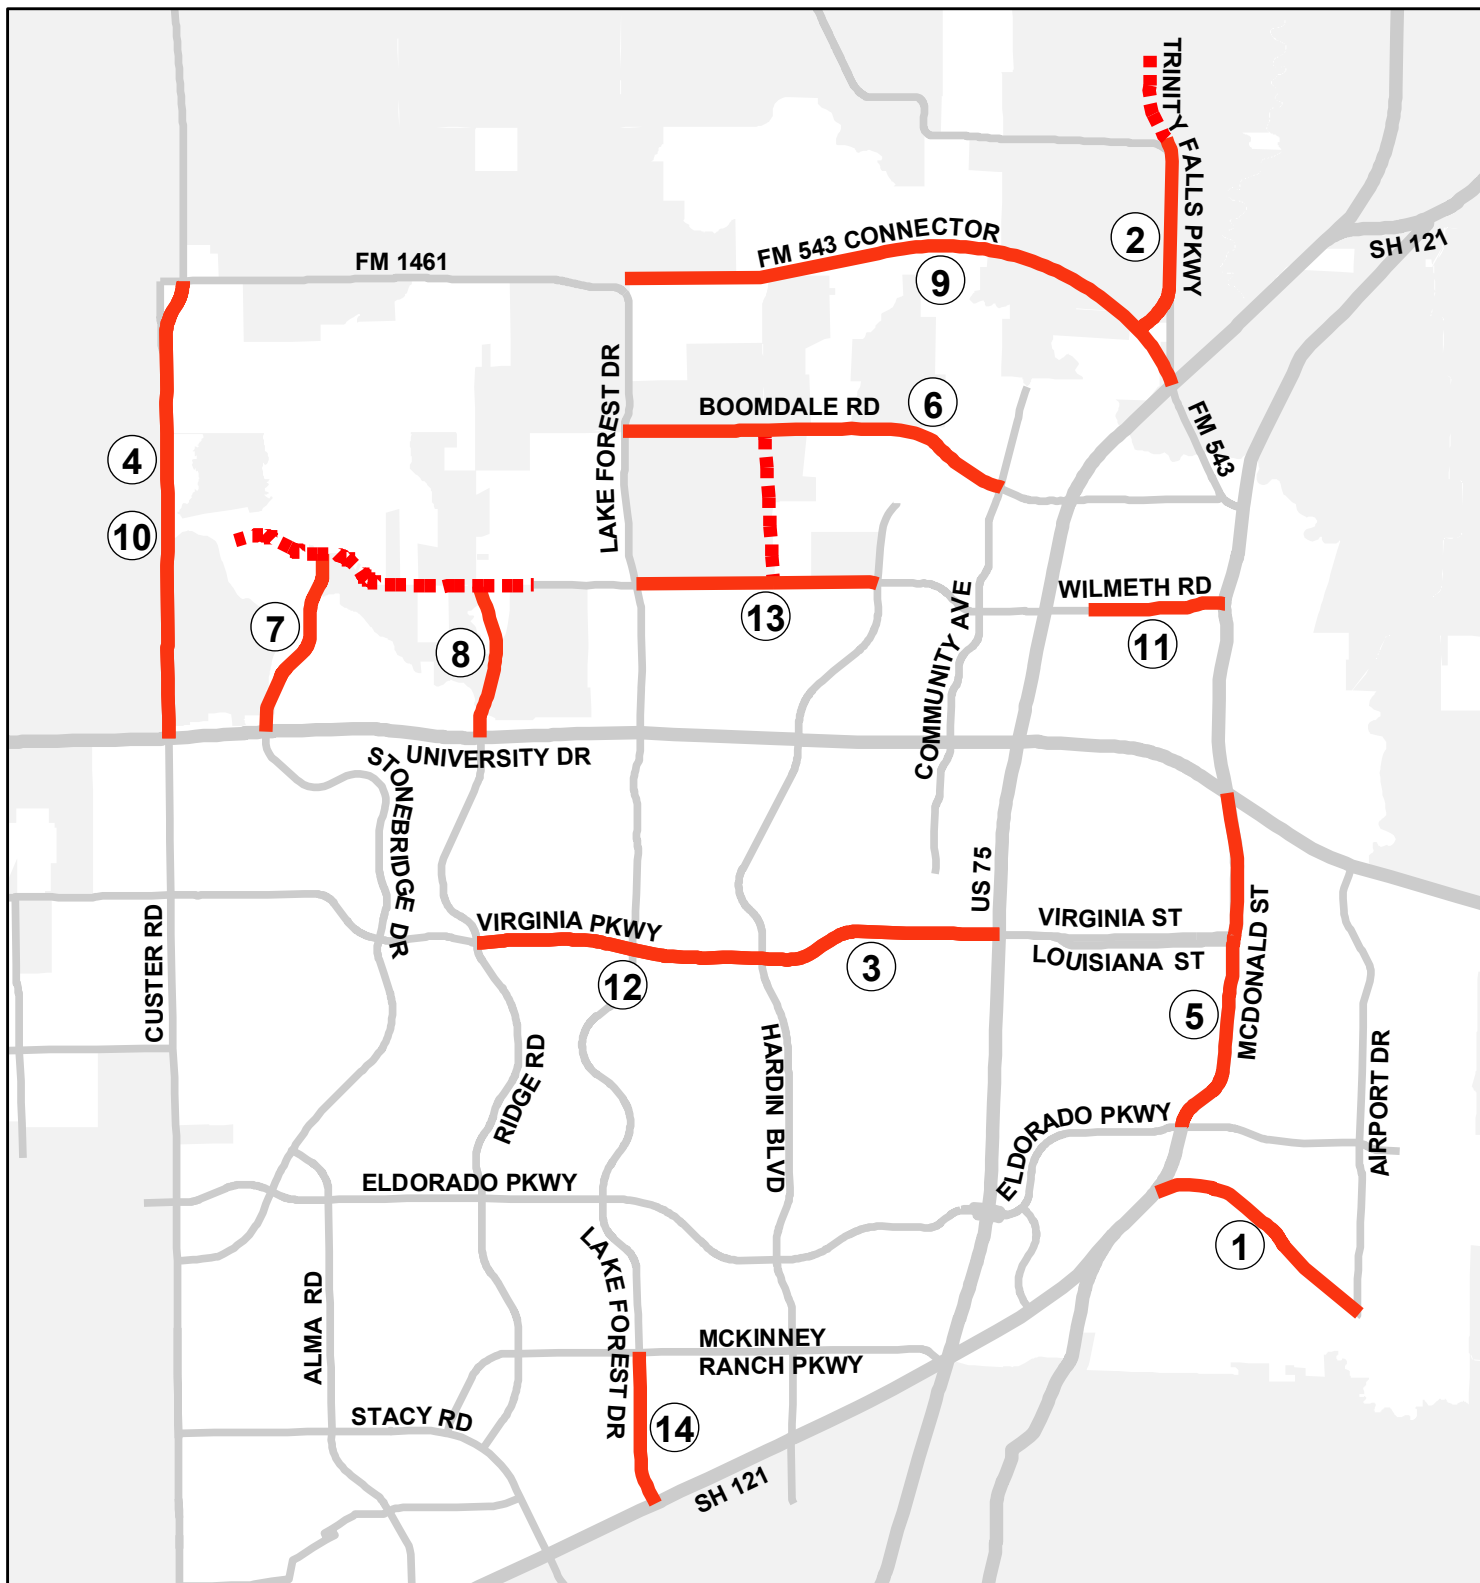 TRINITY FALLS PKWY
2
SH 121
FM 543 CONNECTOR
FM 1461
9
LAKE FOREST DR
6
BOOMDALE RD
FM 543
4
10
WILMETH RD
COMMUNITY AVE
7
13
8
11
UNIVERSITY DR
STONEBRIDGE DR
US 75
VIRGINIA PKWY
VIRGINIA ST
LOUISIANA ST
MCDONALD ST
CUSTER RD
3
12
5
RIDGE RD
HARDIN BLVD
ELDORADO PKWY
AIRPORT DR
ELDORADO PKWY
1
LAKE FOREST DR
ALMA RD
MCKINNEY
RANCH PKWY
STACY RD
14
SH 121